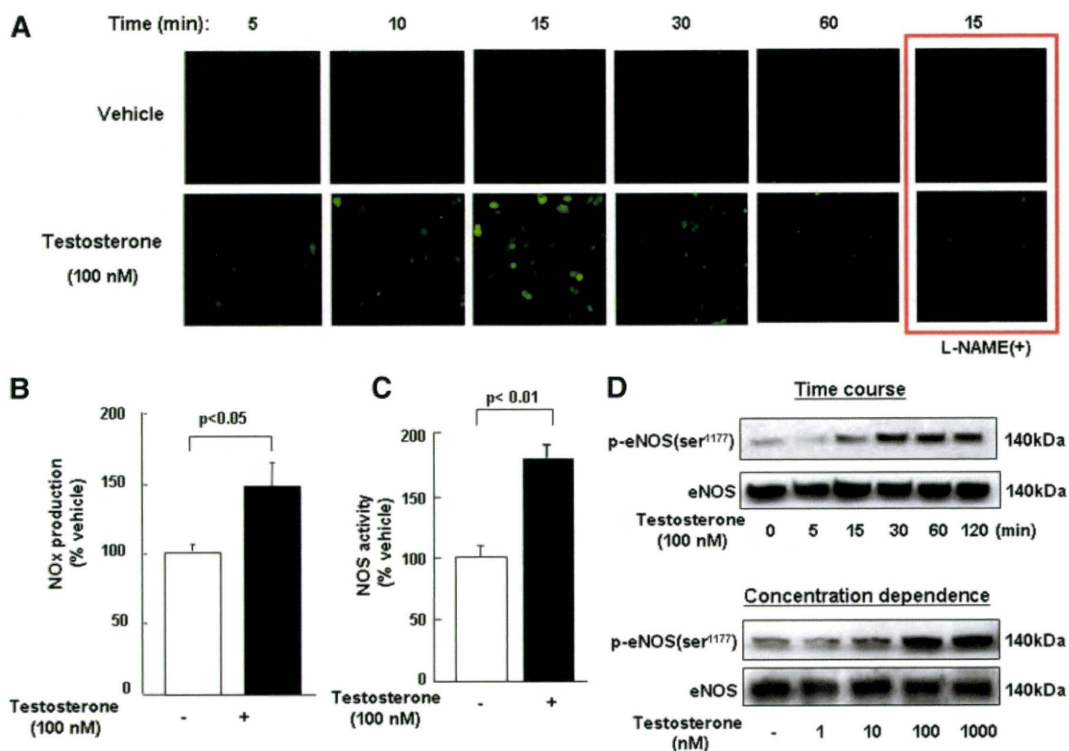 A
Time (min): 5 10 15 30 60 15
Vehicle
Testosterone
(100 nM)
L-NAME(+)
B
p<0.05
NOx production
(% vehicle)
200
150
100
50
0
Testosterone
(100 nM)
- +
C
p< 0.01
NOS activity
(% vehicle)
200
150
100
50
0
Testosterone
(100 nM)
- +
D
Time course
p-eNOS(ser1177) 140kDa
eNOS 140kDa
Testosterone
(100 nM)
0 5 15 30 60 120 (min)
Concentration dependence
p-eNOS(ser1177) 140kDa
eNOS 140kDa
Testosterone
(nM)
- 1 10 100 1000